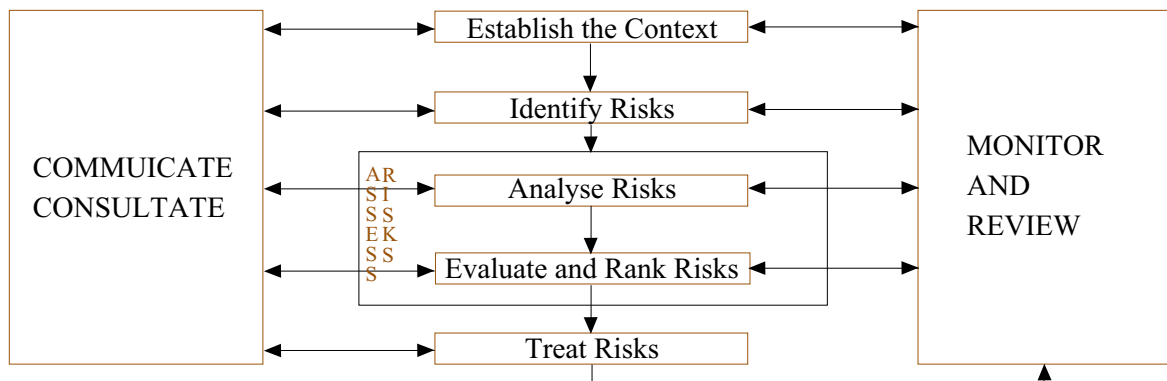 Establish the Context
Identify Risks
COMMUICATE
CONSULTATE
ASSESS
RISKS
Analyse Risks
Evaluate and Rank Risks
Treat Risks
MONITOR
AND
REVIEW